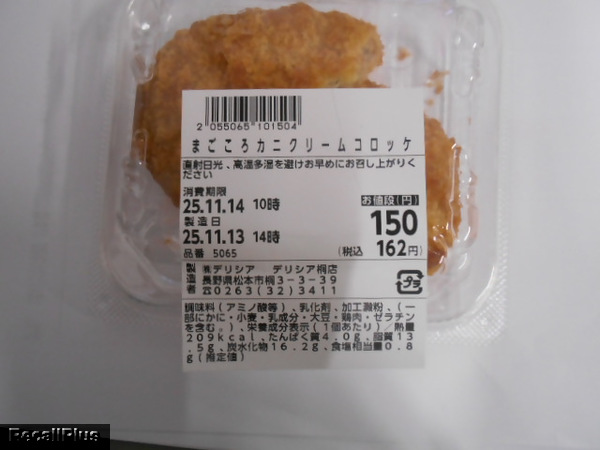 2 055065 101504
まごころカニクリームコロッケ
直射日光、高温多湿を避けお早めにお召し上がりく
ださい
消費期限
25.11.14 10時
製造日
25.11.13 14時
品番 5065
お値段(円)
150
(税込 162円)
製造者
㈱デリシア デリシア桐店
長野県松本市桐3-3-39
☎0263(32)3411
プラ
調味料(アミノ酸等)、乳化剤、加工澱粉、(一
部にかに・小麦・乳成分・大豆・鶏肉・ゼラチン
を含む。)、栄養成分表示(1個あたり)/熱量
209kcal、たんぱく質4.0g、脂質13
.5g、炭水化物16.2g、食塩相当量0.8
g(推定値)
RecallPlus